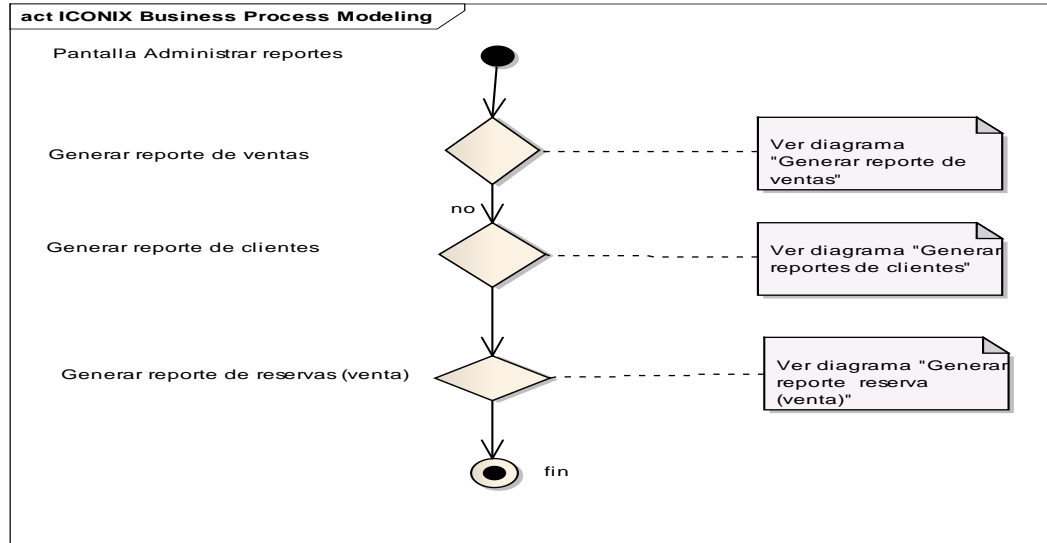 act ICONIX Business Process Modeling
Pantalla Administrar reportes
Generar reporte de ventas
Ver diagrama
"Generar reporte de
ventas"
no
Generar reporte de clientes
Ver diagrama "Generar
reportes de clientes"
Generar reporte de reservas (venta)
Ver diagrama "Generar
reporte reserva
(venta)"
fin